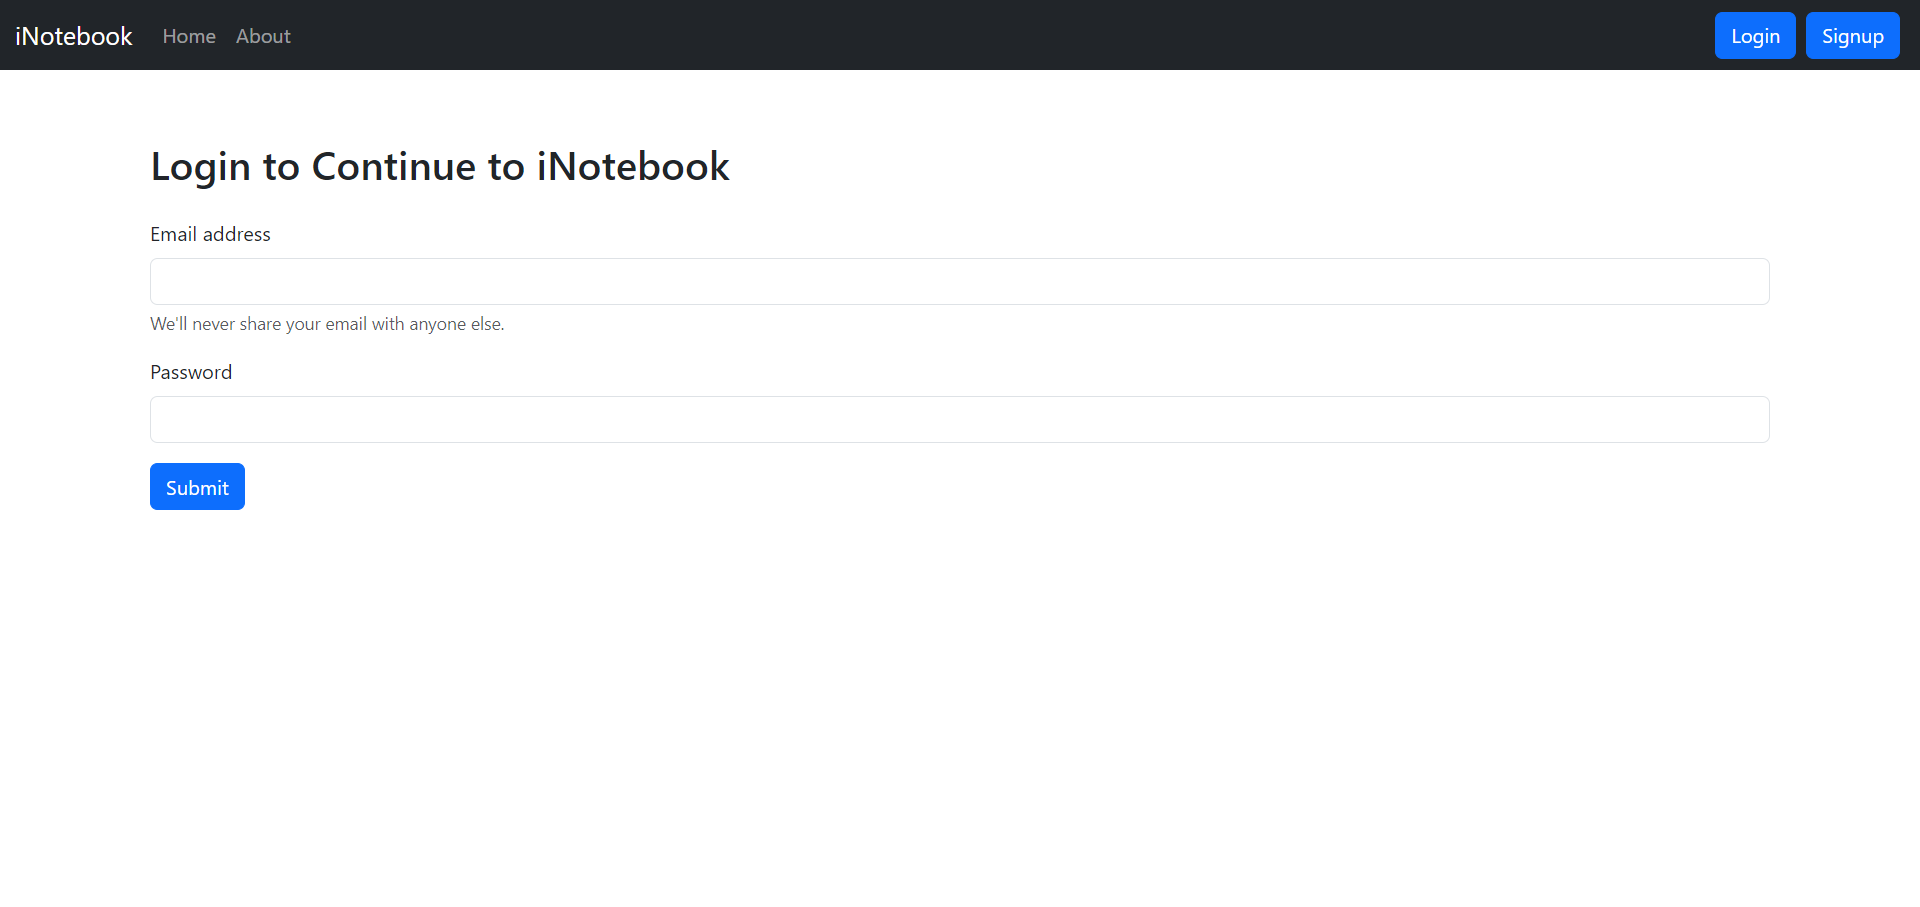 iNotebook Home About Login Signup
Login to Continue to iNotebook
Email address
We'll never share your email with anyone else.
Password
Submit